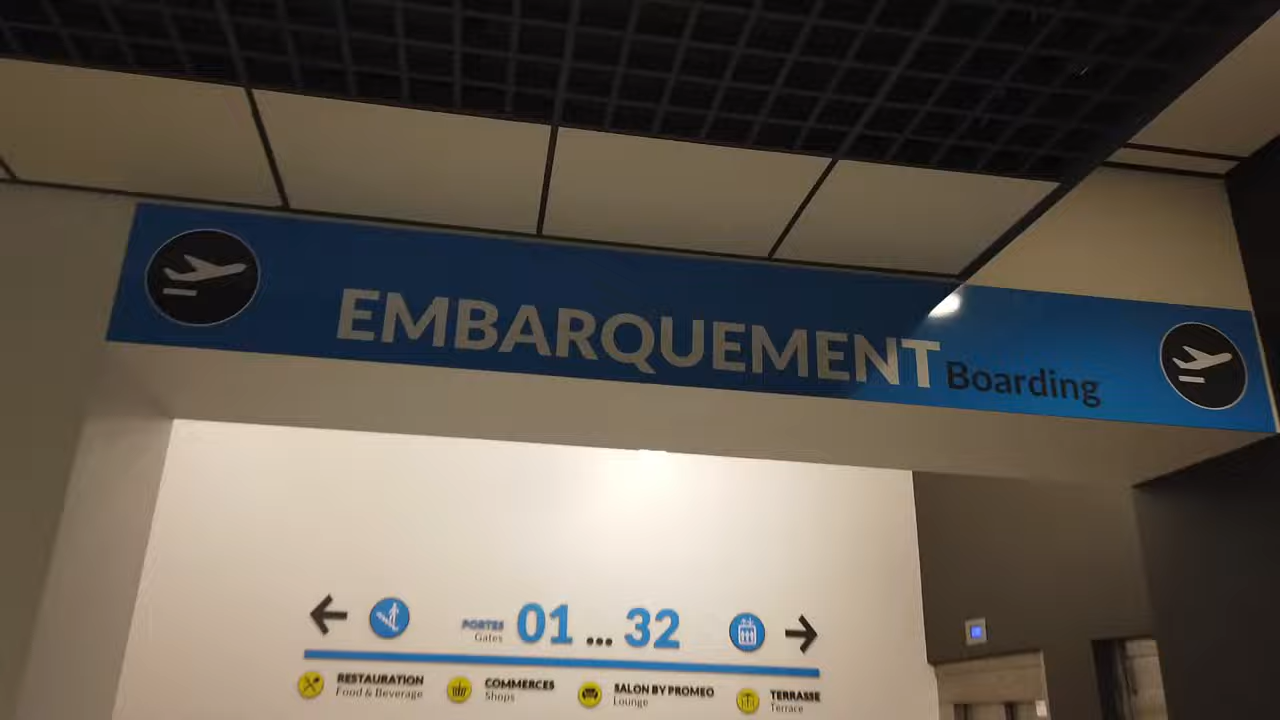 EMBARQUEMENT Boarding
PORTES 01 ... 32
Gates
RESTAURATION
Food & Beverage
COMMERCES
Shops
SALON BY PROMEO
Lounge
TERRASSE
Terrace